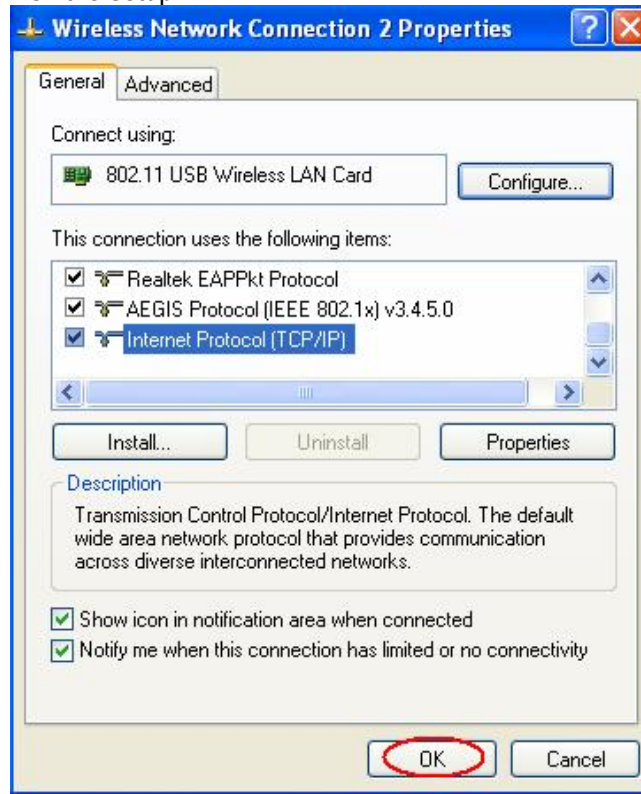 Wireless Network Connection 2 Properties
General Advanced
Connect using:
802.11 USB Wireless LAN Card
Configure...
This connection uses the following items:
Realtek EAPPkt Protocol
AEGIS Protocol (IEEE 802.1x) v3.4.5.0
Internet Protocol (TCP/IP)
Install... Uninstall Properties
Description
Transmission Control Protocol/Internet Protocol. The default
wide area network protocol that provides communication
across diverse interconnected networks.
Show icon in notification area when connected
Notify me when this connection has limited or no connectivity
OK Cancel